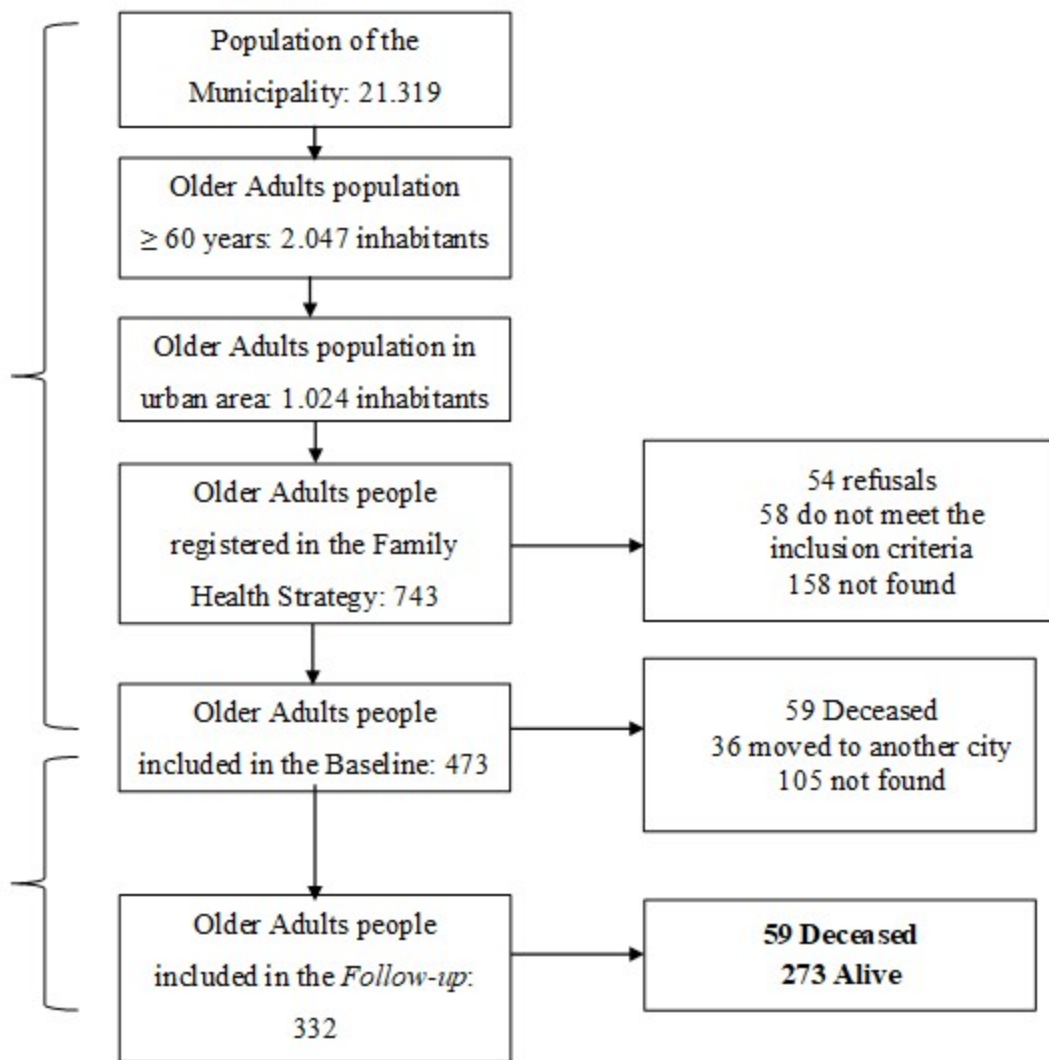 Population of the
Municipality: 21.319
Older Adults population
≥ 60 years: 2.047 inhabitants
Older Adults population in
urban area: 1.024 inhabitants
Older Adults people
registered in the Family
Health Strategy: 743
54 refusals
58 do not meet the
inclusion criteria
158 not found
Older Adults people
included in the Baseline: 473
59 Deceased
36 moved to another city
105 not found
Older Adults people
included in the Follow-up:
332
59 Deceased
273 Alive